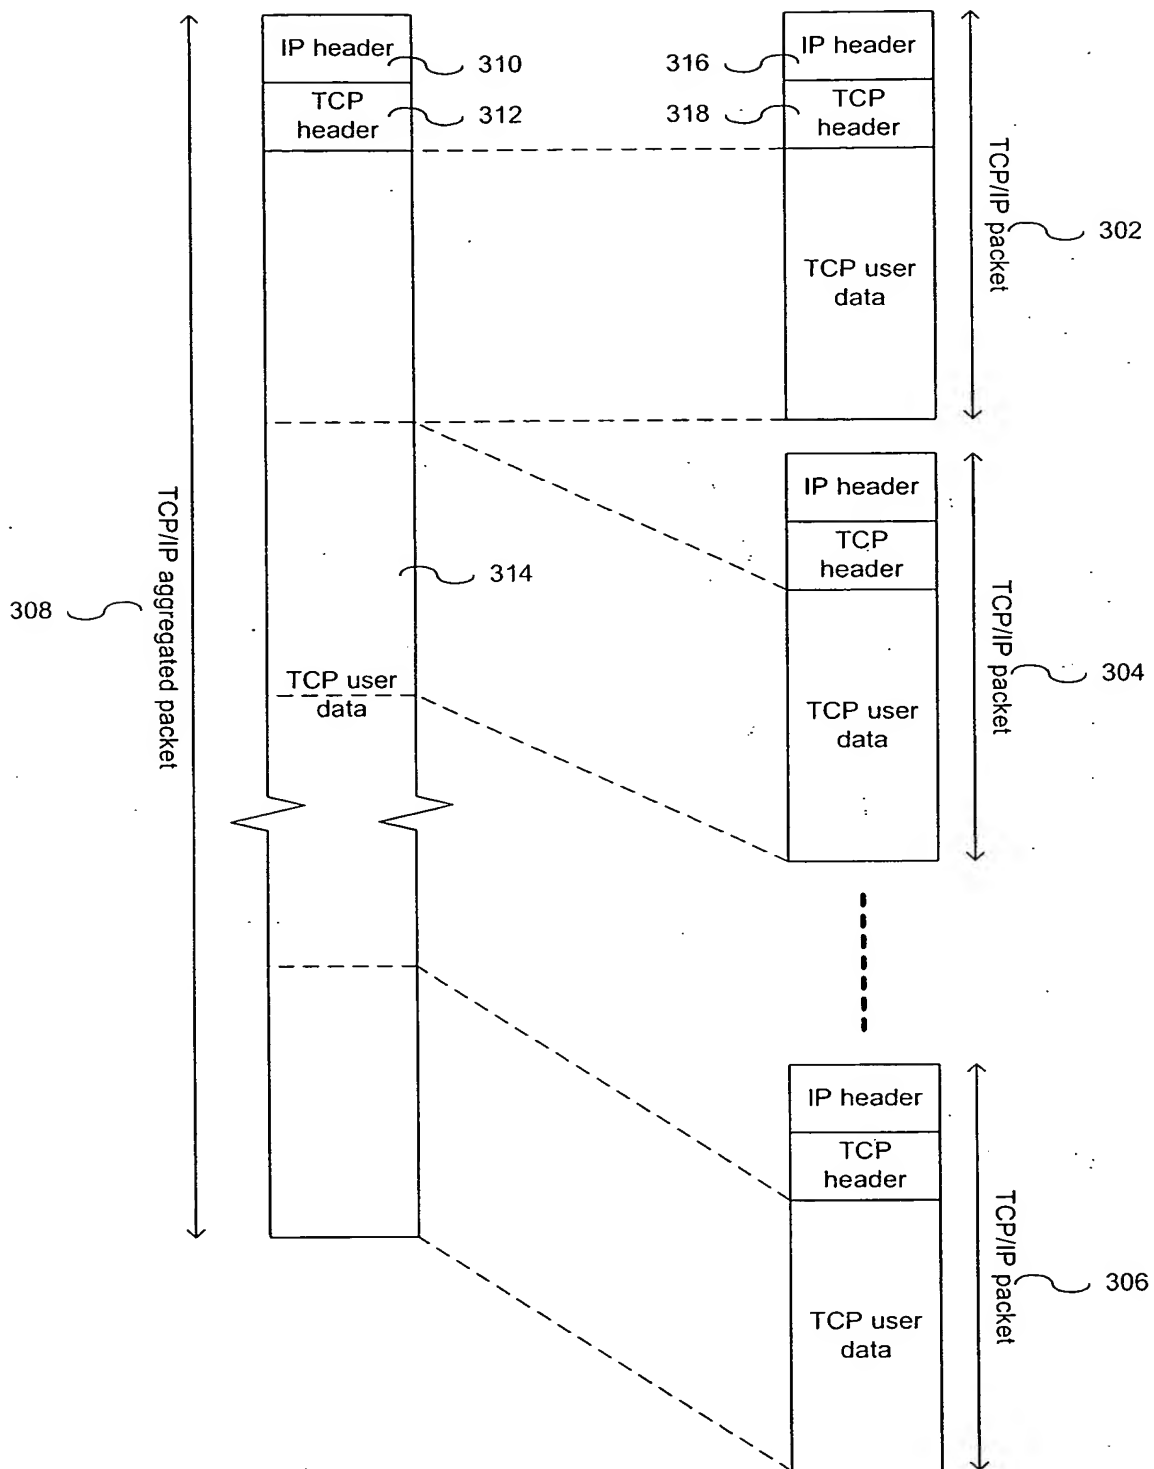 IP header
310
TCP
header
312
TCP/IP aggregated packet
308
314
TCP user
data
316
IP header
318
TCP
header
TCP user
data
TCP/IP packet
302
IP header
TCP
header
TCP user
data
TCP/IP packet
304
IP header
TCP
header
TCP user
data
TCP/IP packet
306